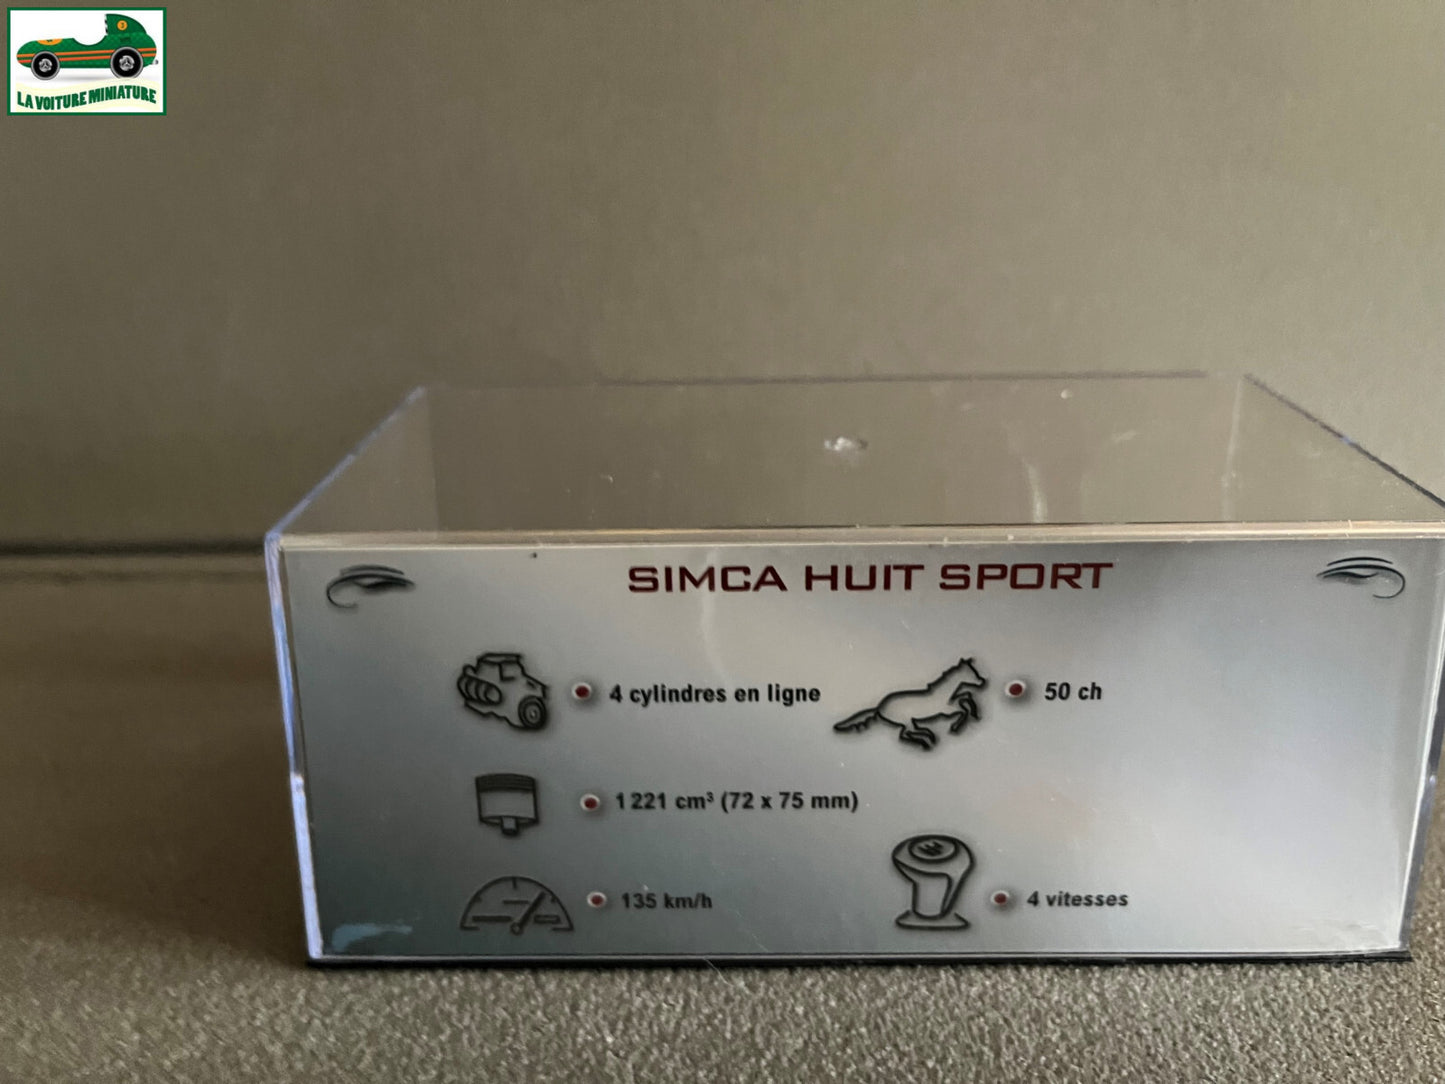 LA VOITURE MINIATURE
SIMCA HUIT SPORT
4 cylindres en ligne
50 ch
1 221 cm³ (72 x 75 mm)
135 km/h
4 vitesses